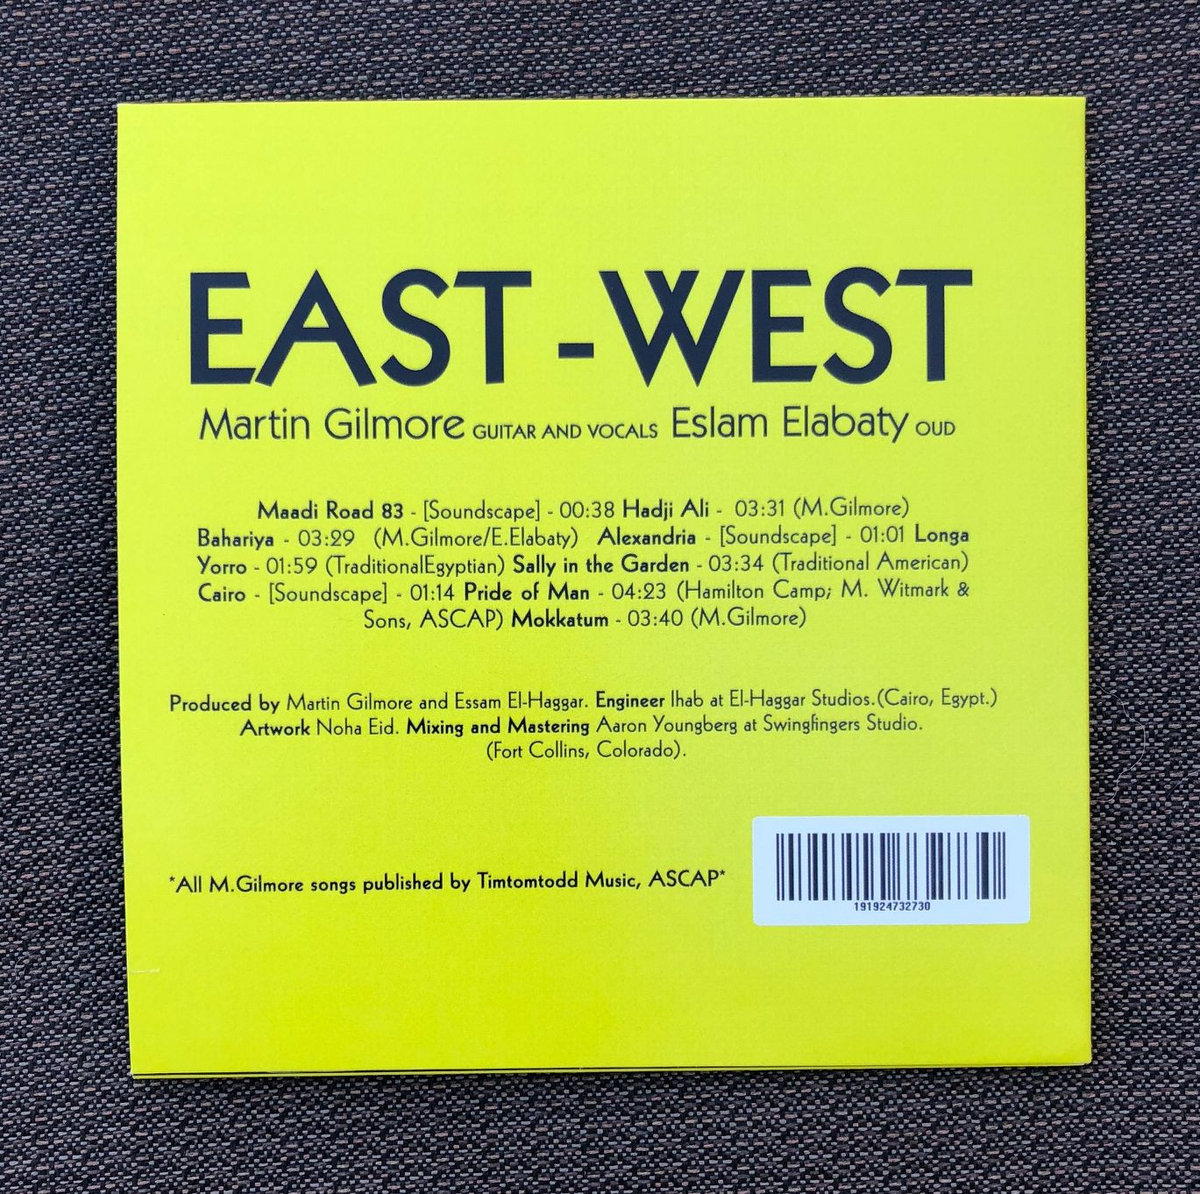 EAST - WEST
Martin Gilmore GUITAR AND VOCALS Eslam Elabaty OUD
Maadi Road 83 - [Soundscape] - 00:38 Hadji Ali - 03:31 (M.Gilmore)
Bahariya - 03:29 (M.Gilmore/E.Elabaty) Alexandria - [Soundscape] - 01:01 Longa
Yorro - 01:59 (TraditionalEgyptian) Sally in the Garden - 03:34 (Traditional American)
Cairo - [Soundscape] - 01:14 Pride of Man - 04:23 (Hamilton Camp; M. Witmark &
Sons, ASCAP) Mokkatum - 03:40 (M.Gilmore)
Produced by Martin Gilmore and Essam El-Haggar. Engineer Ihab at El-Haggar Studios.(Cairo, Egypt.)
Artwork Noha Eid. Mixing and Mastering Aaron Youngberg at Swingfingers Studio.
(Fort Collins, Colorado).
*All M.Gilmore songs published by Timtomtodd Music, ASCAP*
191924732730